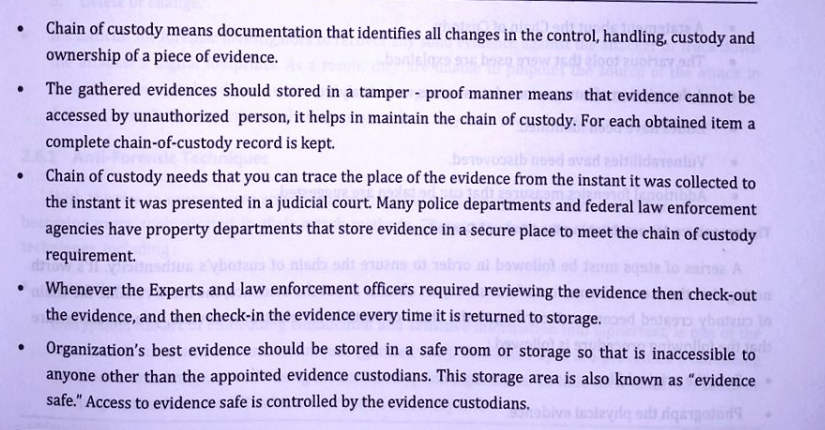 • Chain of custody means documentation that identifies all changes in the control, handling, custody and
ownership of a piece of evidence.
• The gathered evidences should stored in a tamper - proof manner means that evidence cannot be
accessed by unauthorized person, it helps in maintain the chain of custody. For each obtained item a
complete chain-of-custody record is kept.
• Chain of custody needs that you can trace the place of the evidence from the instant it was collected to
the instant it was presented in a judicial court. Many police departments and federal law enforcement
agencies have property departments that store evidence in a secure place to meet the chain of custody
requirement.
• Whenever the Experts and law enforcement officers required reviewing the evidence then check-out
the evidence, and then check-in the evidence every time it is returned to storage.
• Organization's best evidence should be stored in a safe room or storage so that is inaccessible to
anyone other than the appointed evidence custodians. This storage area is also known as "evidence
safe." Access to evidence safe is controlled by the evidence custodians.